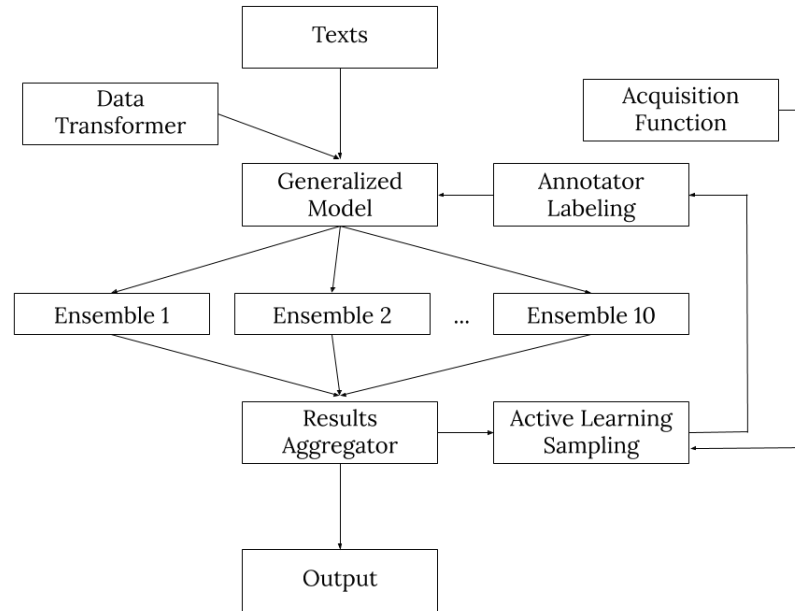 Texts
Data
Transformer
Acquisition
Function
Generalized
Model
Annotator
Labeling
Ensemble 1
Ensemble 2
...
Ensemble 10
Results
Aggregator
Active Learning
Sampling
Output